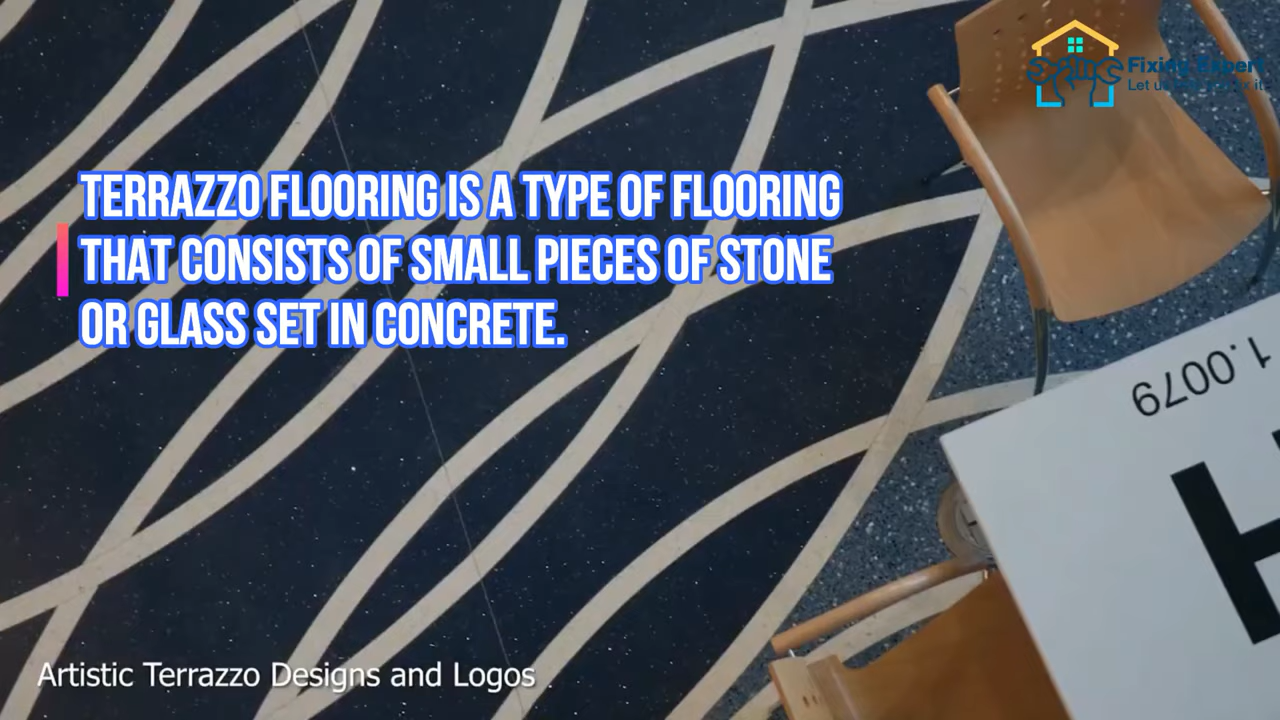 Fixing Expert
TERRAZZO FLOORING IS A TYPE OF FLOORING
THAT CONSISTS OF SMALL PIECES OF STONE
OR GLASS SET IN CONCRETE.
1.0079
H
Artistic Terrazzo Designs and Logos